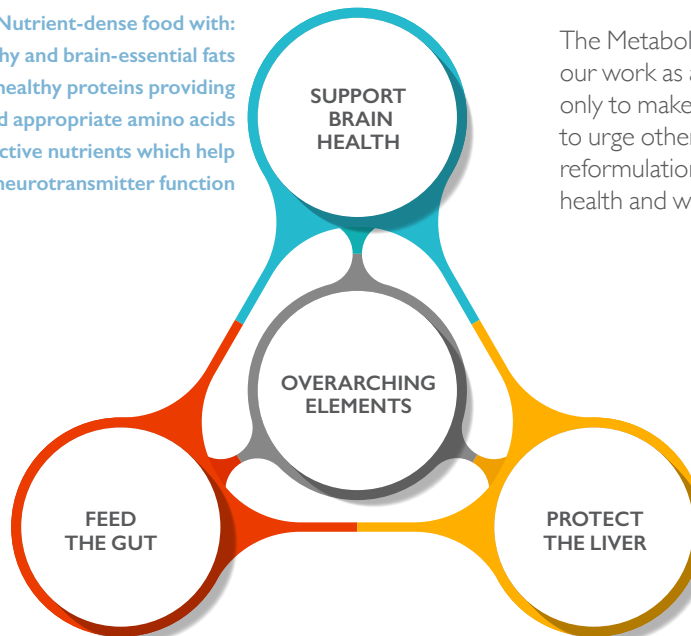 Nutrient-dense food with:
hy and brain-essential fats
healthy proteins providing
d appropriate amino acids
ctive nutrients which help
neurotransmitter function
The Metabol
our work as a
only to make
to urge other
reformulation
health and w
SUPPORT
BRAIN
HEALTH
OVERARCHING
ELEMENTS
FEED
THE GUT
PROTECT
THE LIVER